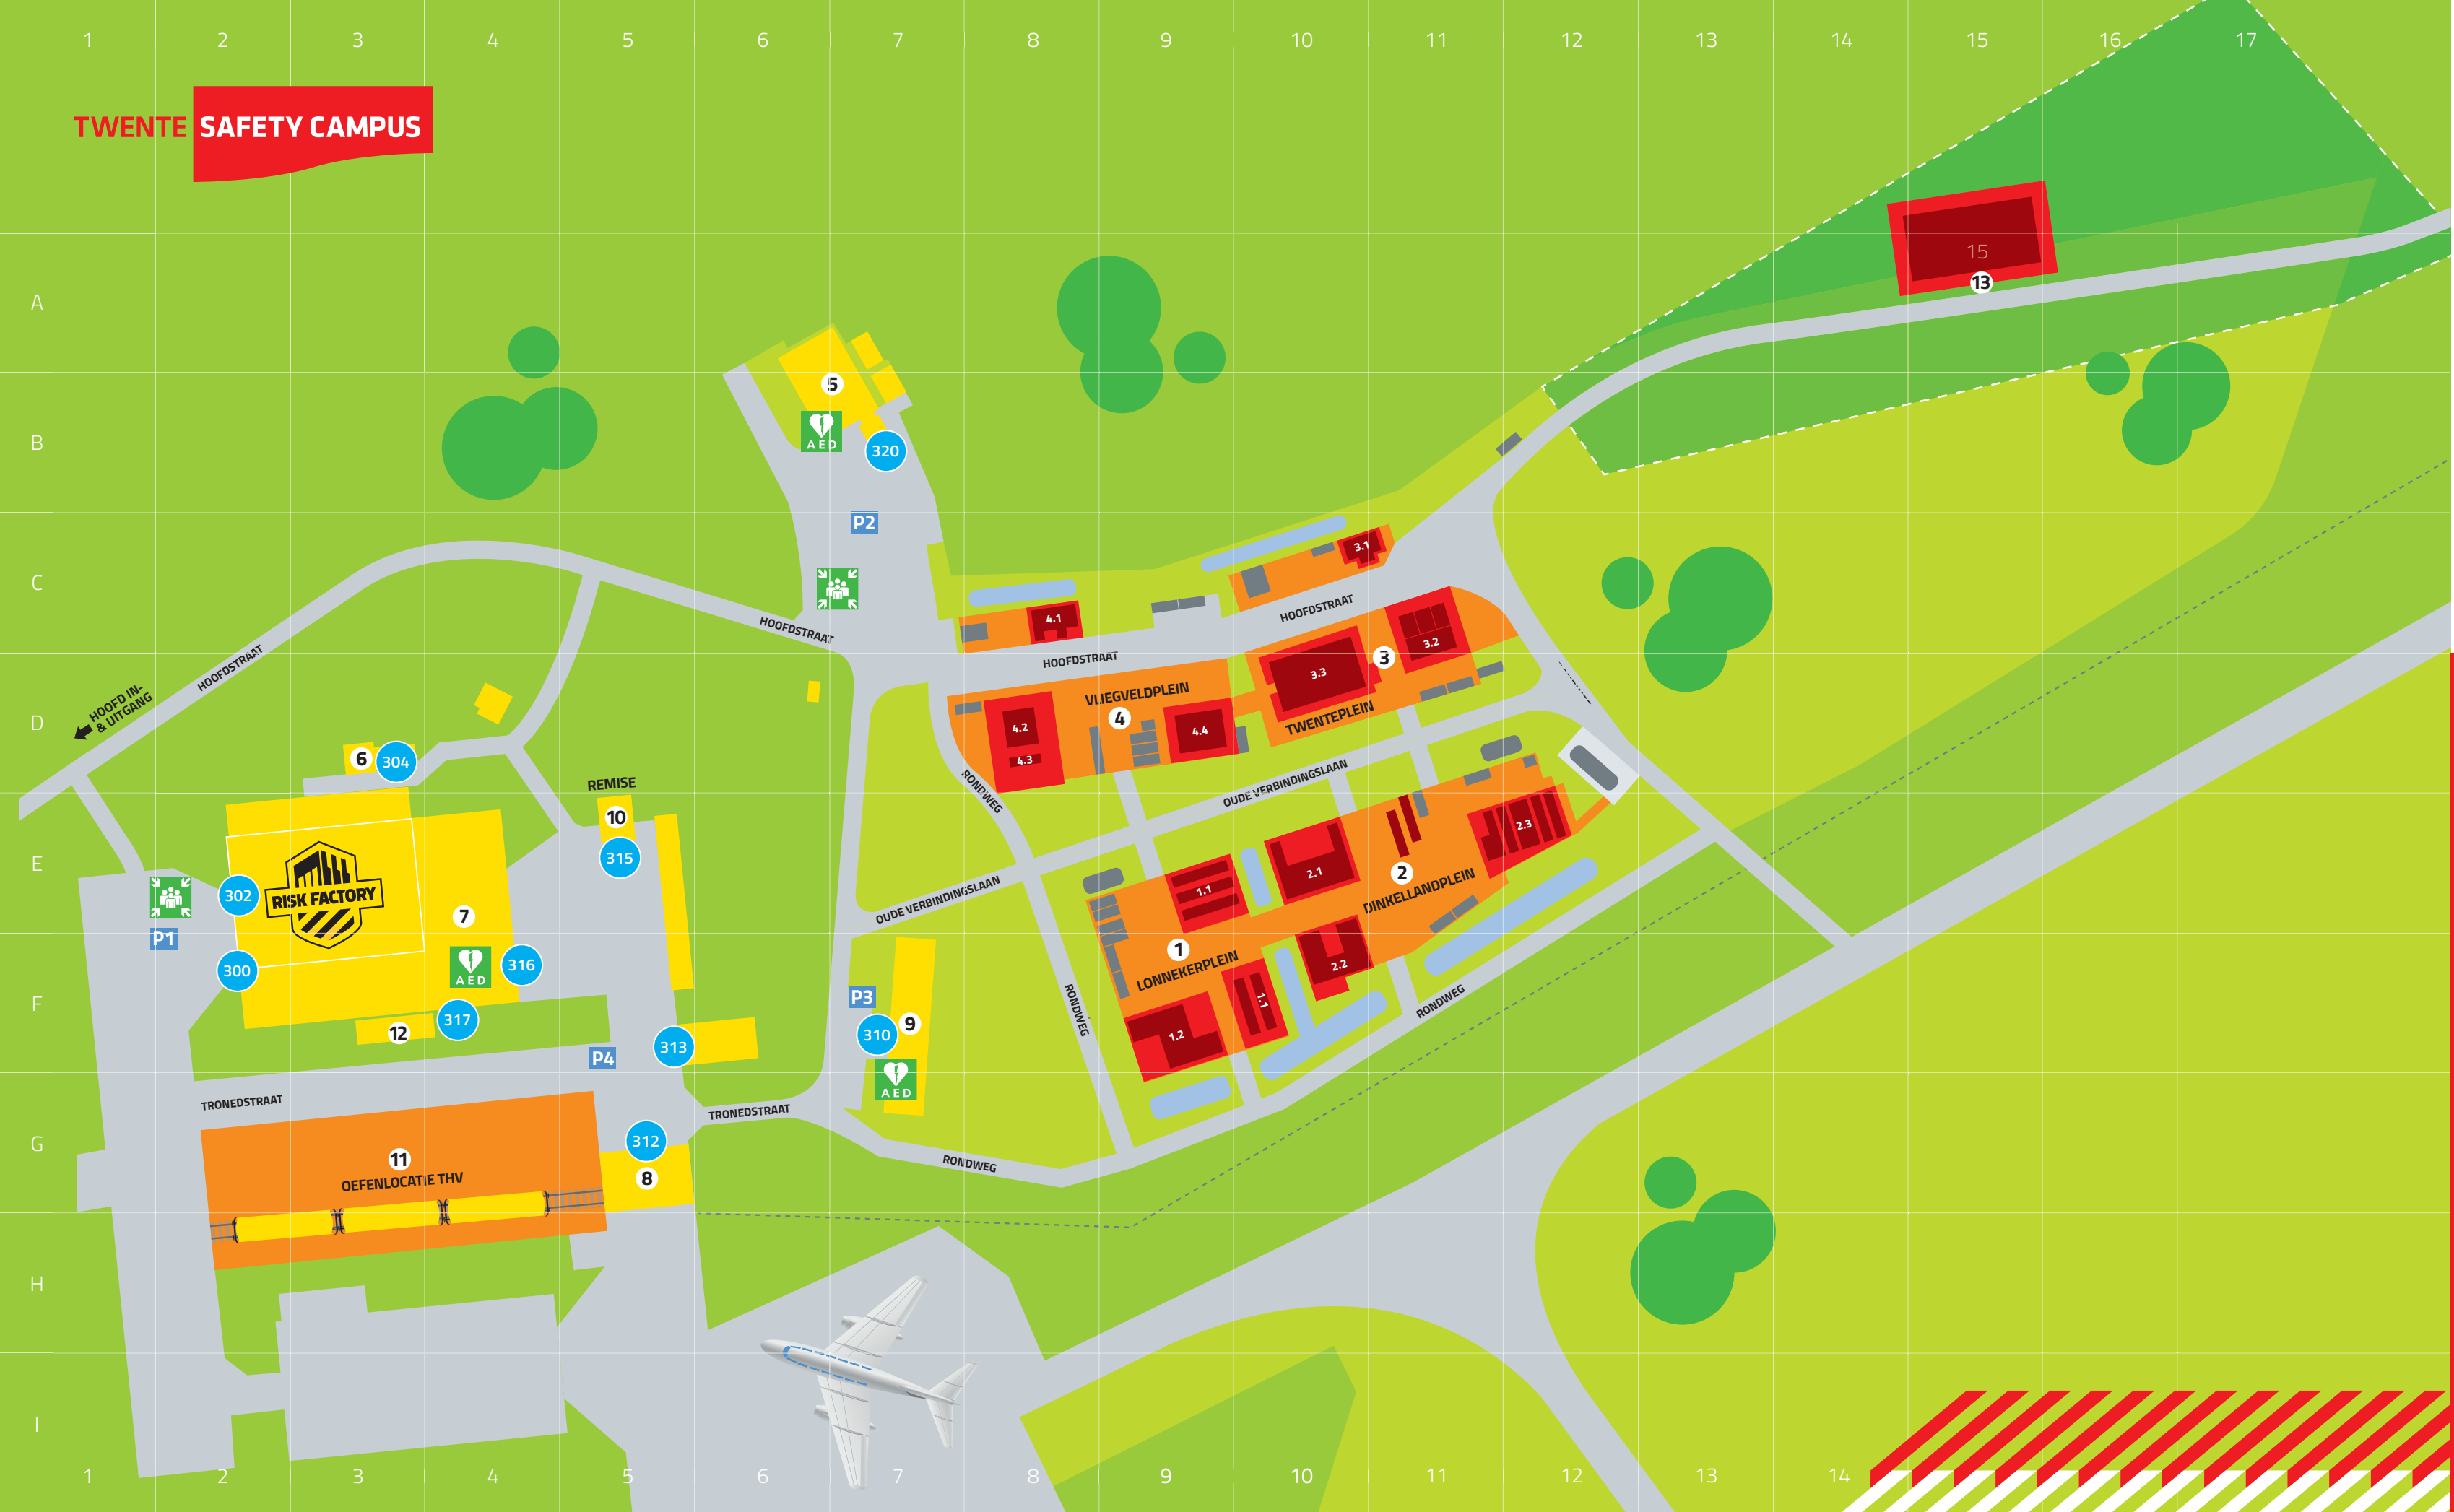 1 2 3 4 5 6 7 8 9 10 11 12 13 14 15 16 17
TWENTE SAFETY CAMPUS
15
13
A
5
AED
320
B
P2
3.1
C
4.1
HOOFDSTRAAT
HOOFDSTRAAT
HOOFDSTRAAT
HOOFDSTRAAT
3.2
3
3.3
HOOFD IN-
& UITGANG
VLIEGVELDPLEIN
4
TWENTEPLEIN
D
4.2
4.3
4.4
6
304
REMISE
10
315
RONDWEG
OUDE VERBINDINGSLAAN
2.3
E
302
RISK FACTORY
7
OUDE VERBINDINGSLAAN
1.1
2.1
2
DINKELLANDPLEIN
P1
300
AED
316
1
LONNEKERPLEIN
2.2
F
P3
310
9
RONDWEG
1.1
1.2
RONDWEG
12
317
313
P4
AED
TRONEDSTRAAT
TRONEDSTRAAT
G
312
8
11
OEFENLOCATIE THV
RONDWEG
H
I
1 2 3 4 5 6 7 8 9 10 11 12 13 14